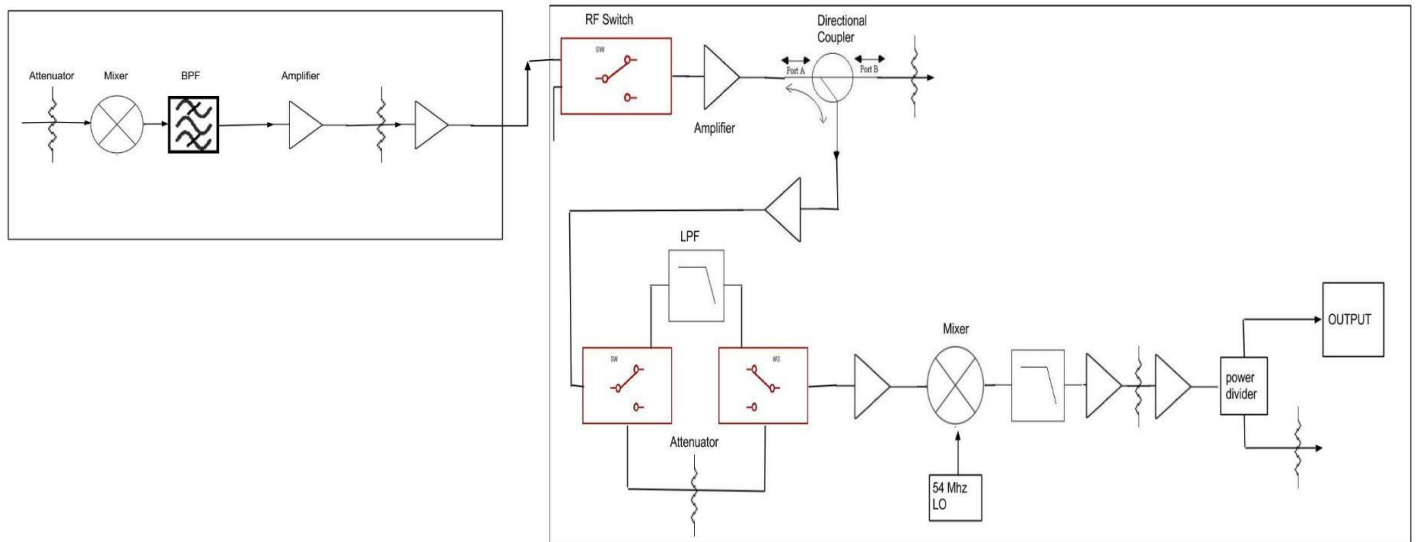 RF Switch
Directional
Coupler
SW
Attenuator
Mixer
BPF
Amplifier
Port A
Port B
Amplifier
LPF
SW
Mixer
OUTPUT
power
divider
Attenuator
54 Mhz
LO